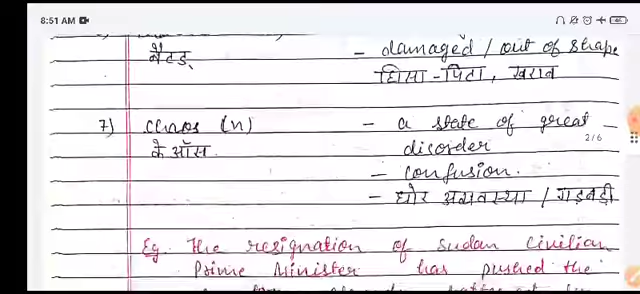 8:51 AM
बैटर्ड - damaged / out of shape
घिसा-पिटा, खराब
7) chaos (n) - a state of great
2/6
के ऑस disorder
- confusion.
- घोर अव्यवस्था / गड़बड़ी
Eg. The resignation of Sudan civilian
Prime Minister has pushed the